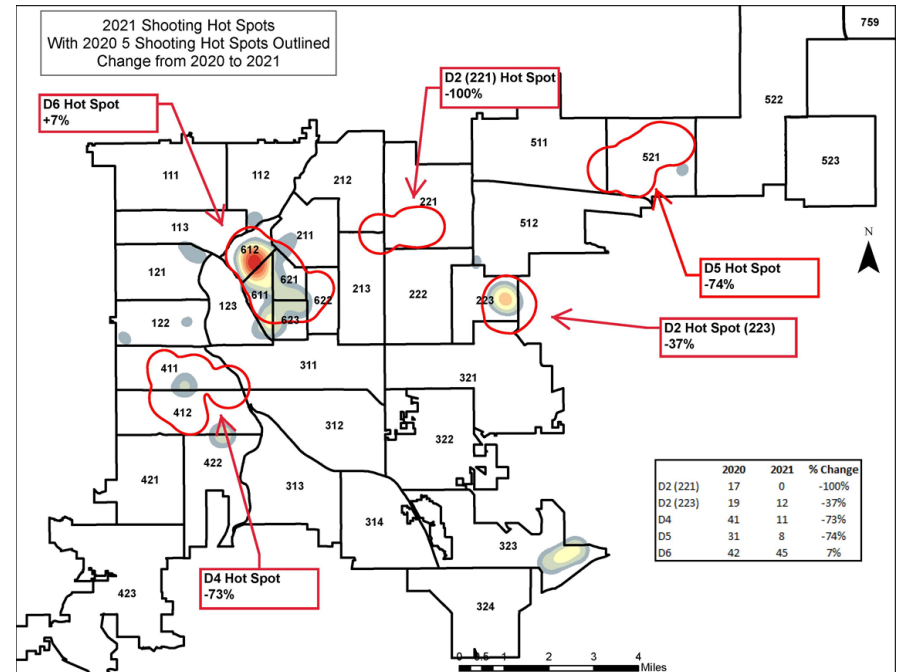 2021 Shooting Hot Spots
With 2020 5 Shooting Hot Spots Outlined
Change from 2020 to 2021
759
D2 (221) Hot Spot
-100%
D6 Hot Spot
+7%
522
511
521
523
111
112
212
221
113
211
512
612
121
621
D5 Hot Spot
-74%
611
622
213
222
223
123
122
623
D2 Hot Spot (223)
-37%
N
411
311
321
412
312
322
422
421
313
314
323
D4 Hot Spot
-73%
423
324
2020 2021 % Change
D2 (221) 17 0 -100%
D2 (223) 19 12 -37%
D4 41 11 -73%
D5 31 8 -74%
D6 42 45 7%
0 0.5 1 2 3 4
Miles